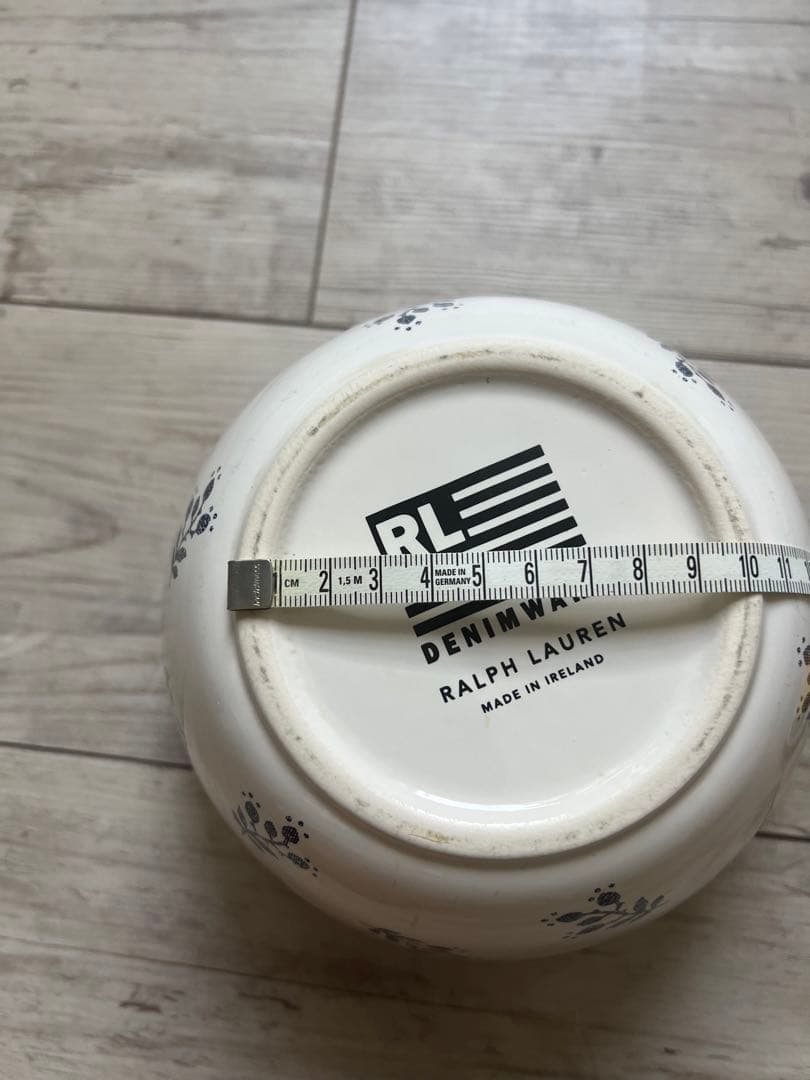 RL
CM 2 1,5 M 3 4 MADE IN GERMANY 5 6 7 8 9 10 11
RALPH LAUREN
MADE IN IRELAND